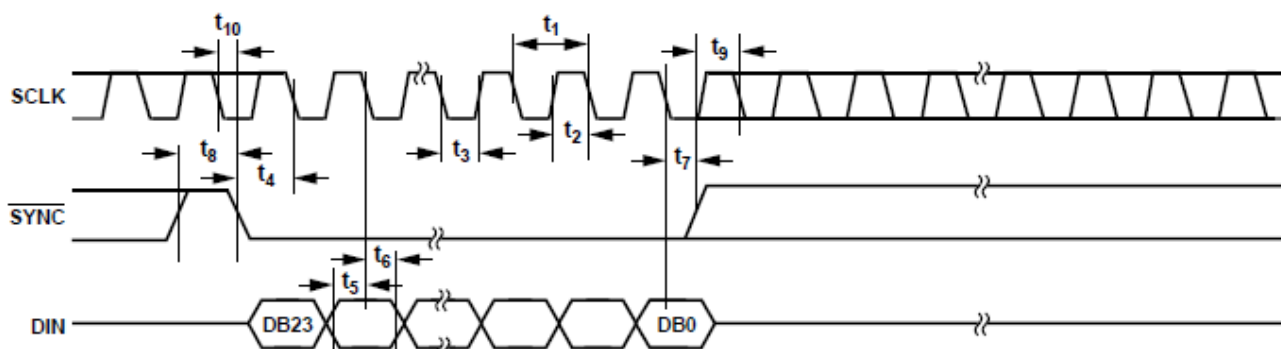 t10 t1 t9
SCLK
t8 t4 t3 t2 t7
SYNC
t6
t5
DIN DB23 DB0